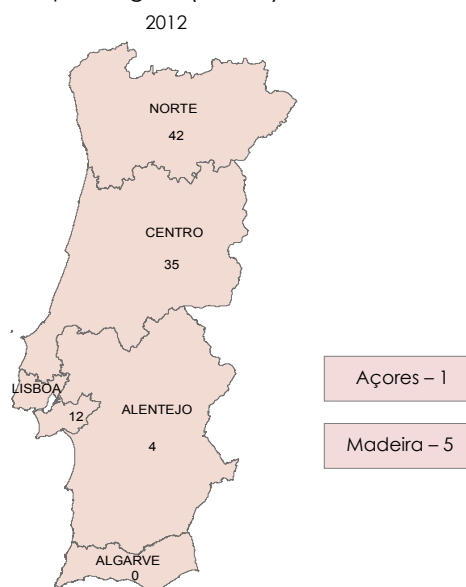 2012
NORTE
42
CENTRO
35
LISBOA
12
ALENTEJO
4
Açores – 1
Madeira – 5
ALGARVE
0